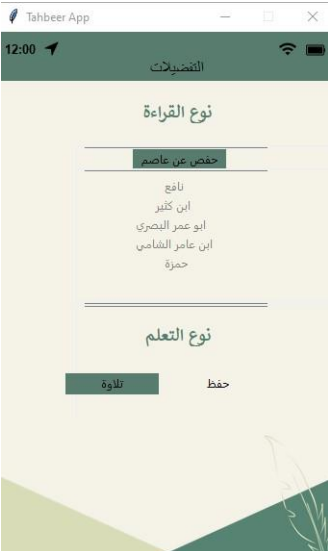 Tahbeer App
12:00
التفضيلات
نوع القراءة
حفص عن عاصم
نافع
ابن كثير
ابو عمر البصري
ابن عامر الشامي
حمزة
نوع التعلم
تلاوة حفظ